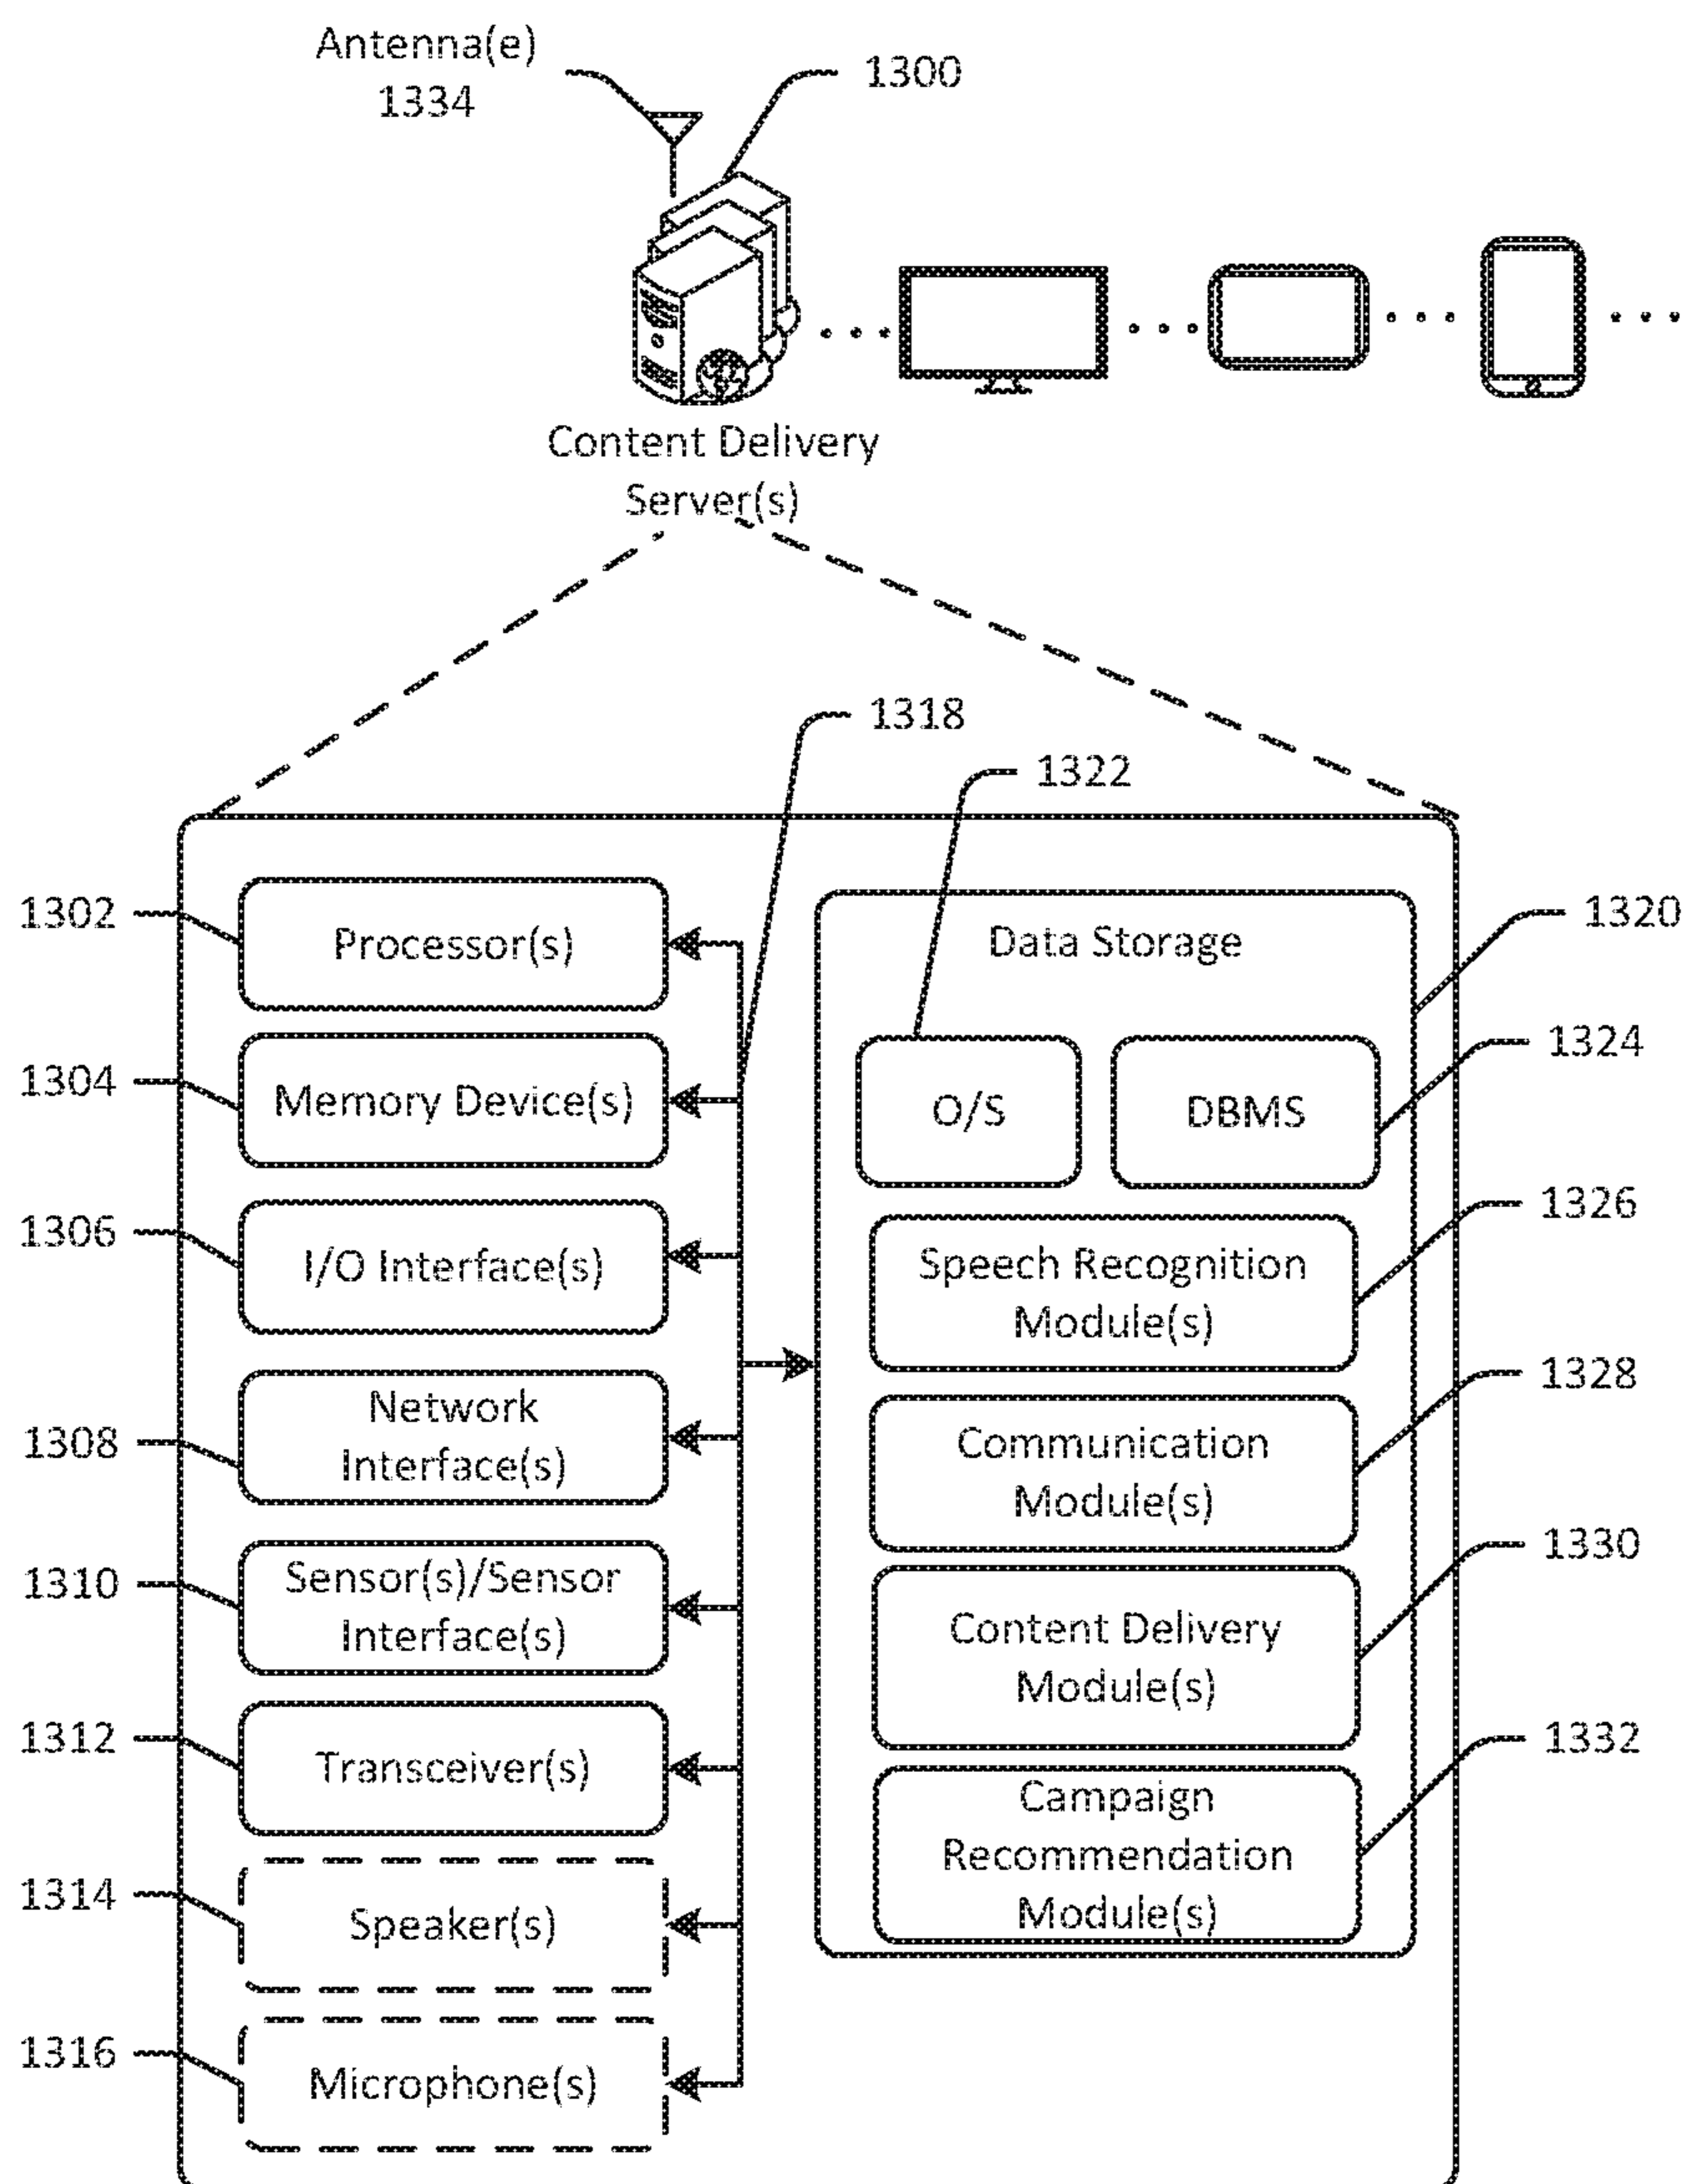 Antenna(e)
1334
1300
Content Delivery
Server(s)
1318
1322
1302
Processor(s)
Data Storage
1320
1304
Memory Device(s)
O/S
DBMS
1324
1306
I/O Interface(s)
Speech Recognition
Module(s)
1326
1308
Network
Interface(s)
Communication
Module(s)
1328
1310
Sensor(s)/Sensor
Interface(s)
Content Delivery
Module(s)
1330
1312
Transceiver(s)
Campaign
Recommendation
Module(s)
1332
1314
Speaker(s)
1316
Microphone(s)